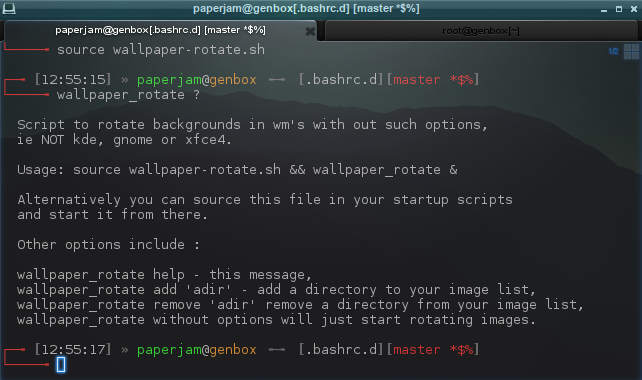 paperjam@genbox[.bashrc.d] [master *$%]
paperjam@genbox[.bashrc.d] [master *$%]
root@genbox[~]
source wallpaper-rotate.sh
[12:55:15] » paperjam@genbox [.bashrc.d][master *$%]
wallpaper_rotate ?
Script to rotate backgrounds in wm's with out such options,
ie NOT kde, gnome or xfce4.
Usage: source wallpaper-rotate.sh && wallpaper_rotate &
Alternatively you can source this file in your startup scripts
and start it from there.
Other options include :
wallpaper_rotate help - this message,
wallpaper_rotate add 'adir' - add a directory to your image list,
wallpaper_rotate remove 'adir' remove a directory from your image list,
wallpaper_rotate without options will just start rotating images.
[12:55:17] » paperjam@genbox [.bashrc.d][master *$%]